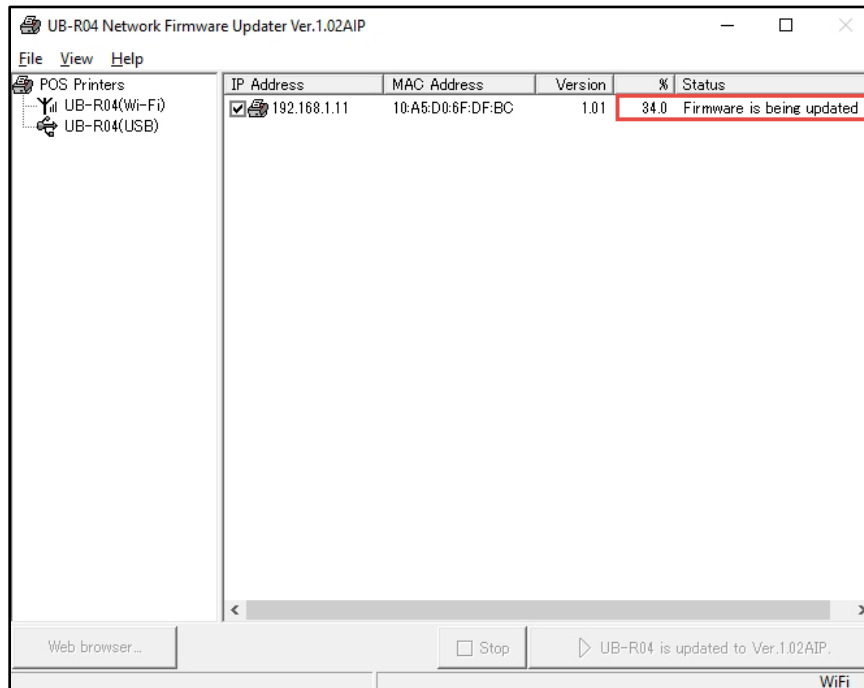 UB-R04 Network Firmware Updater Ver.1.02AIP
File View Help
POS Printers
UB-R04(Wi-Fi)
UB-R04(USB)
IP Address MAC Address Version % Status
192.168.1.11 10:A5:D0:6F:DF:BC 1.01 34.0 Firmware is being updated
Web browser... Stop UB-R04 is updated to Ver.1.02AIP.
WiFi